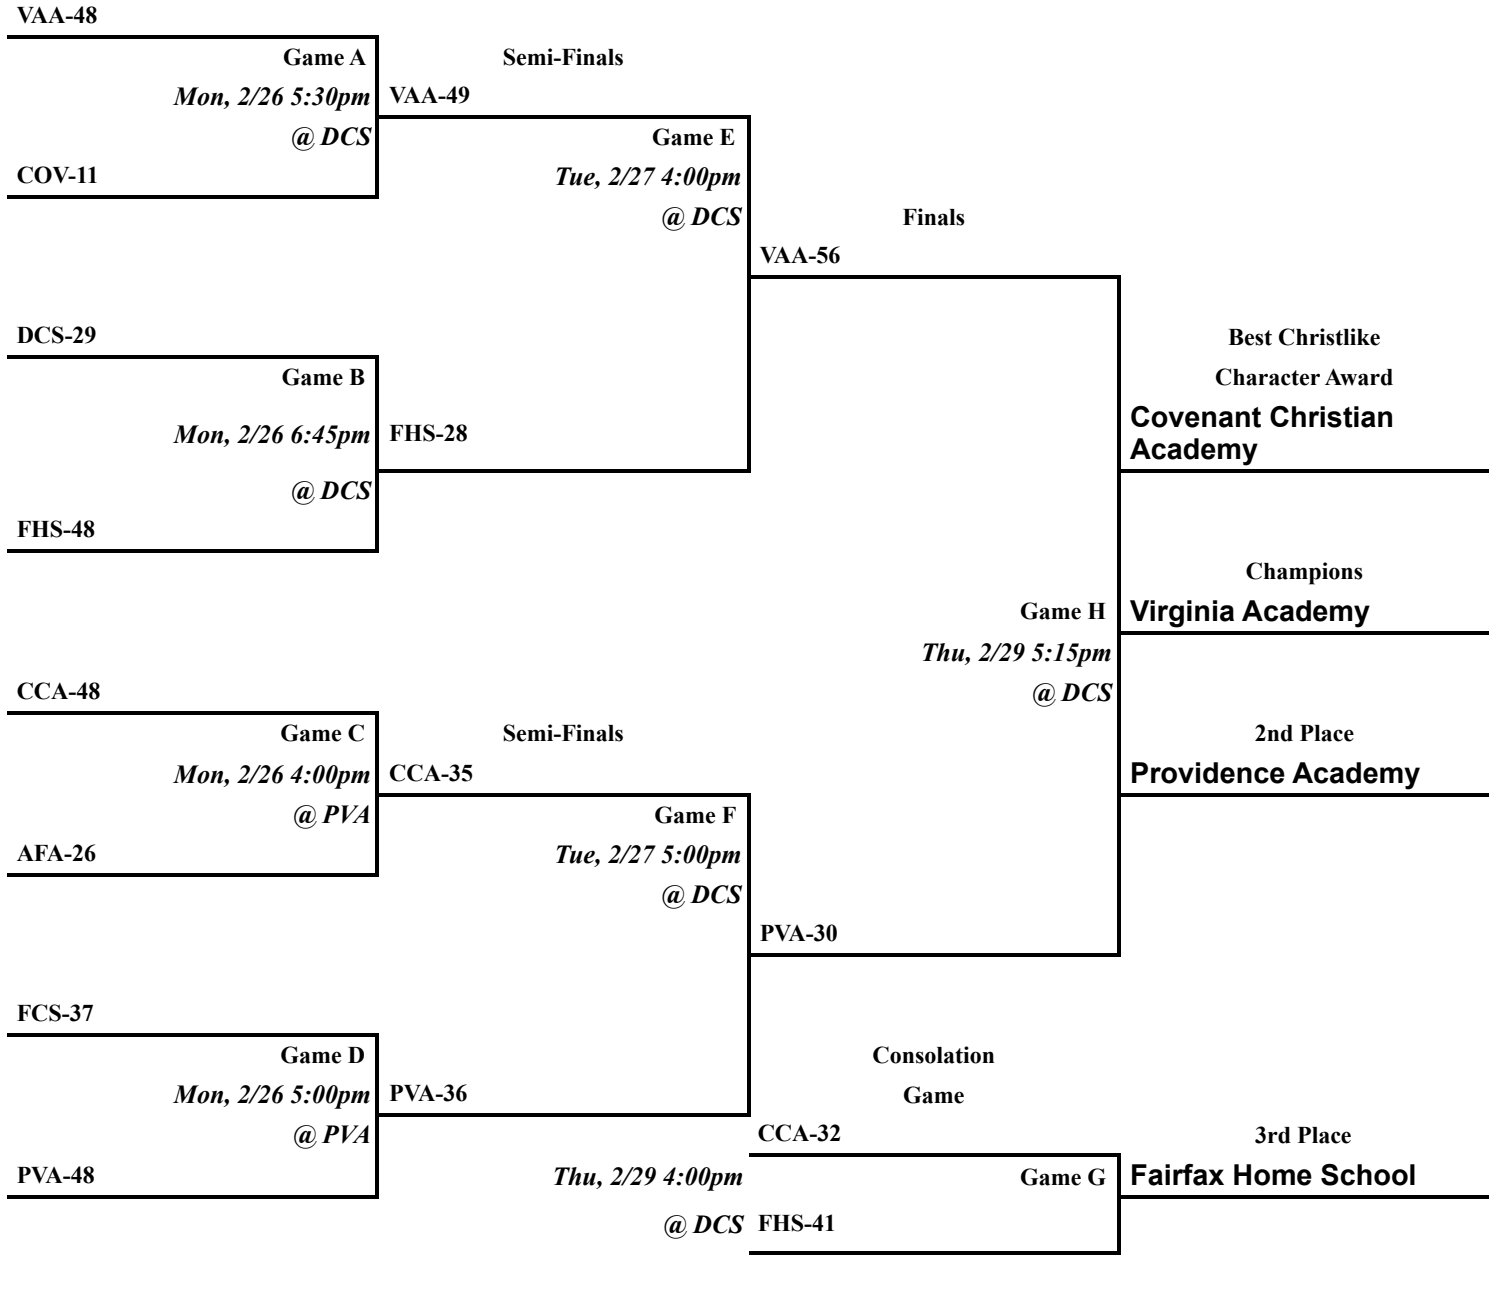 VAA-48
Game A
Semi-Finals
Mon, 2/26 5:30pm
VAA-49
@ DCS
Game E
COV-11
Tue, 2/27 4:00pm
@ DCS
Finals
VAA-56
DCS-29
Best Christlike
Game B
Character Award
Covenant Christian
Academy
Mon, 2/26 6:45pm
FHS-28
@ DCS
FHS-48
Champions
Game H
Virginia Academy
Thu, 2/29 5:15pm
CCA-48
@ DCS
Game C
Semi-Finals
2nd Place
Mon, 2/26 4:00pm
CCA-35
Providence Academy
@ PVA
Game F
AFA-26
Tue, 2/27 5:00pm
@ DCS
PVA-30
FCS-37
Game D
Consolation
Game
Mon, 2/26 5:00pm
PVA-36
@ PVA
CCA-32
3rd Place
PVA-48
Thu, 2/29 4:00pm
Game G
Fairfax Home School
@ DCS
FHS-41